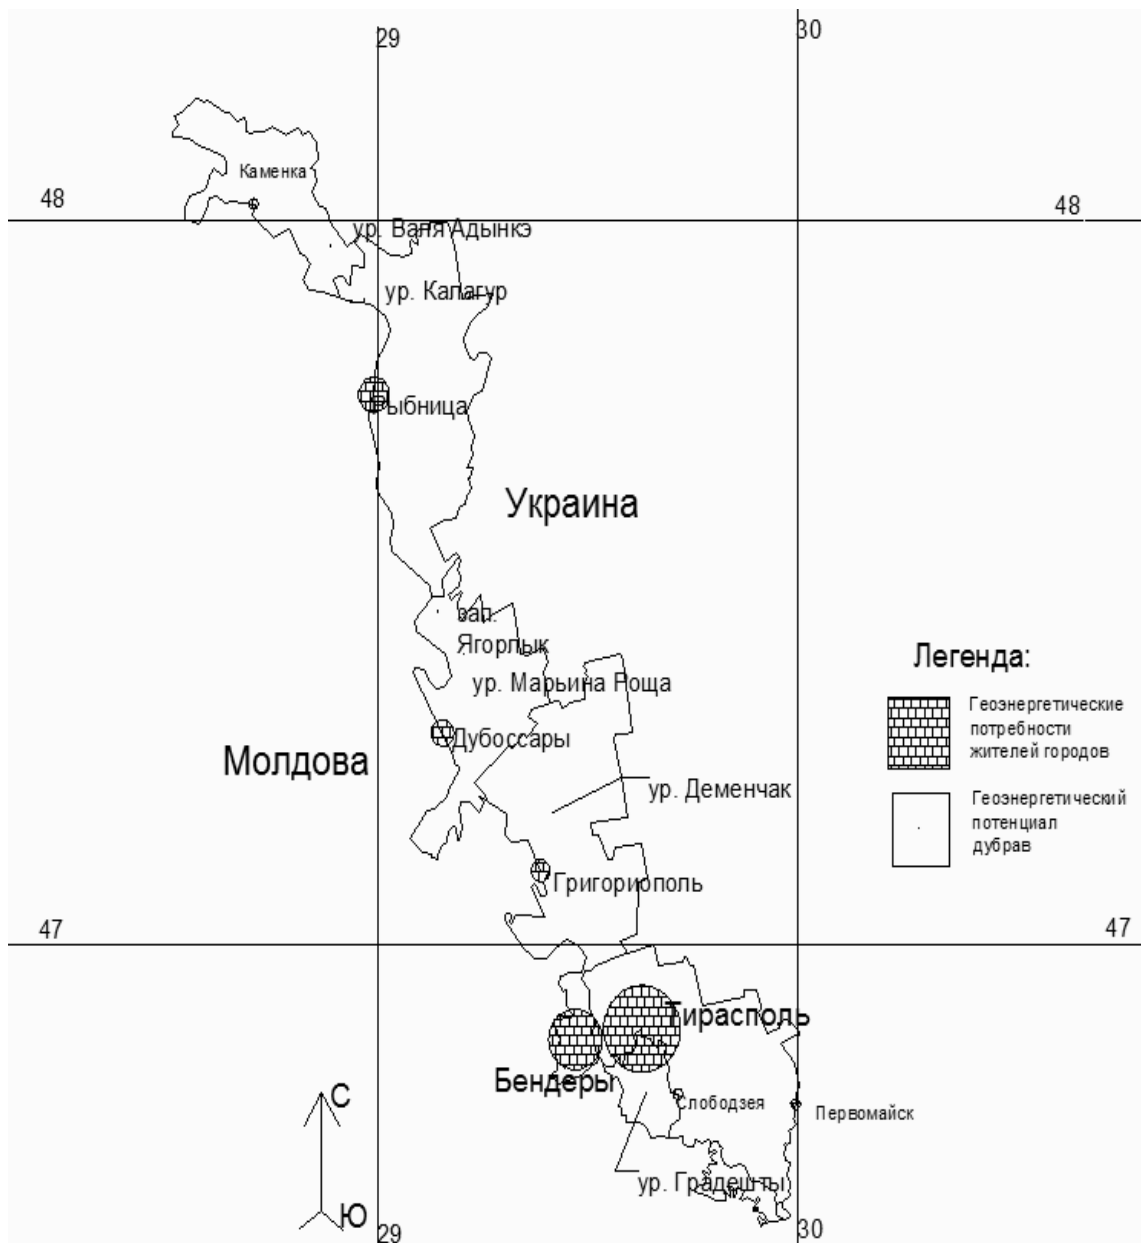 29
30
Каменка
48
48
ур. Валя Адынкэ
ур. Калагур
Рыбница
Украина
зап.
Ягорлык
ур. Марьина Роща
Легенда:
Геоэнергетические
потребности
жителей городов
Дубоссары
Молдова
ур. Деменчак
Геоэнергетический
потенциал
дубрав
Григориополь
47
47
Тирасполь
Бендеры
С
Слободзея
Первомайск
ур. Градешты
Ю
29
30